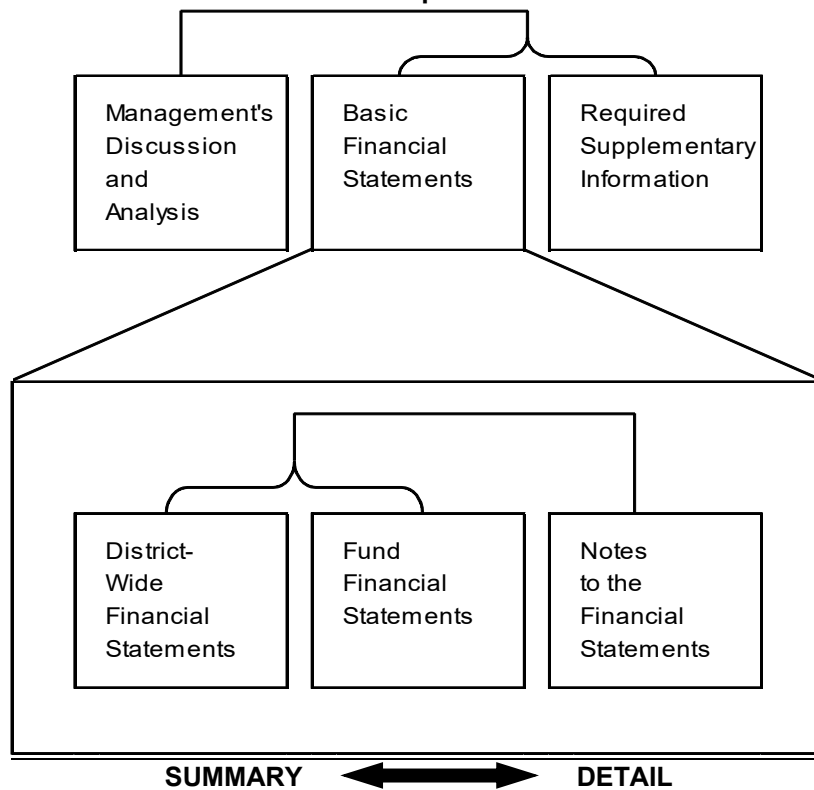 Management's
Discussion
and
Analysis
Basic
Financial
Statements
Required
Supplementary
Information
District-
Wide
Financial
Statements
Fund
Financial
Statements
Notes
to the
Financial
Statements
SUMMARY DETAIL